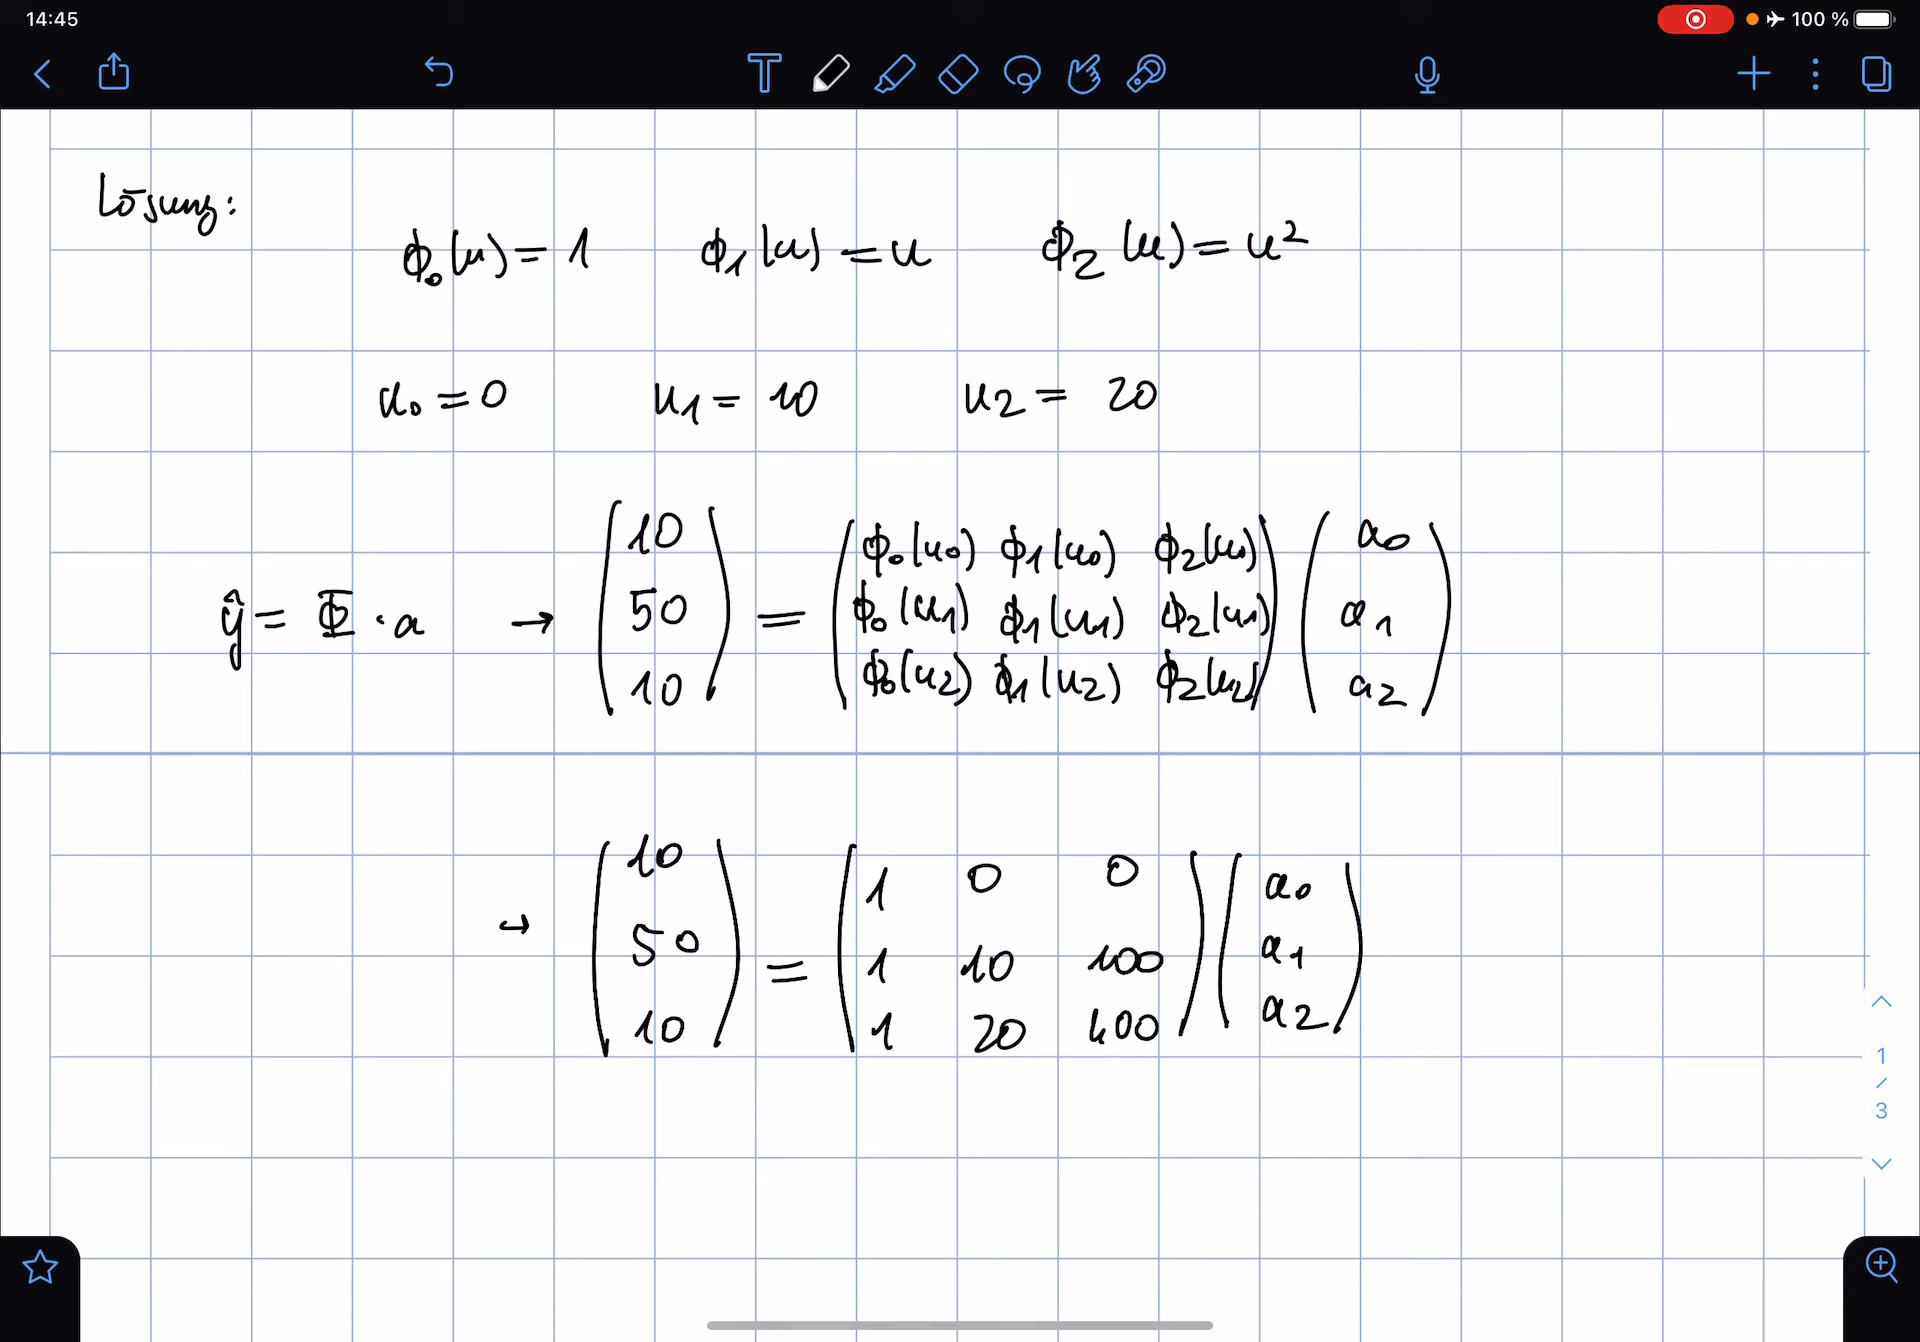 14:45
100 %
T
Lösung:
ϕ₀(u) = 1 ϕ₁(u) = u ϕ₂(u) = u²
u₀ = 0 u₁ = 10 u₂ = 20
ŷ = Φ · a → (10 50 10) = (ϕ₀(u₀) ϕ₁(u₀) ϕ₂(u₀) ϕ₀(u₁) ϕ₁(u₁) ϕ₂(u₁) ϕ₀(u₂) ϕ₁(u₂) ϕ₂(u₂)) (a₀ a₁ a₂)
→ (10 50 10) = (1 0 0 1 10 100 1 20 400) (a₀ a₁ a₂)
1
/
3